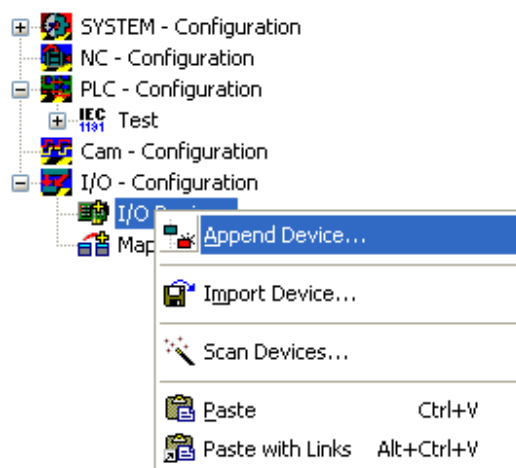 SYSTEM - Configuration
NC - Configuration
PLC - Configuration
IEC
1131
Test
Cam - Configuration
I/O - Configuration
I/O
Map
Append Device...
Import Device...
Scan Devices...
Paste Ctrl+V
Paste with Links Alt+Ctrl+V